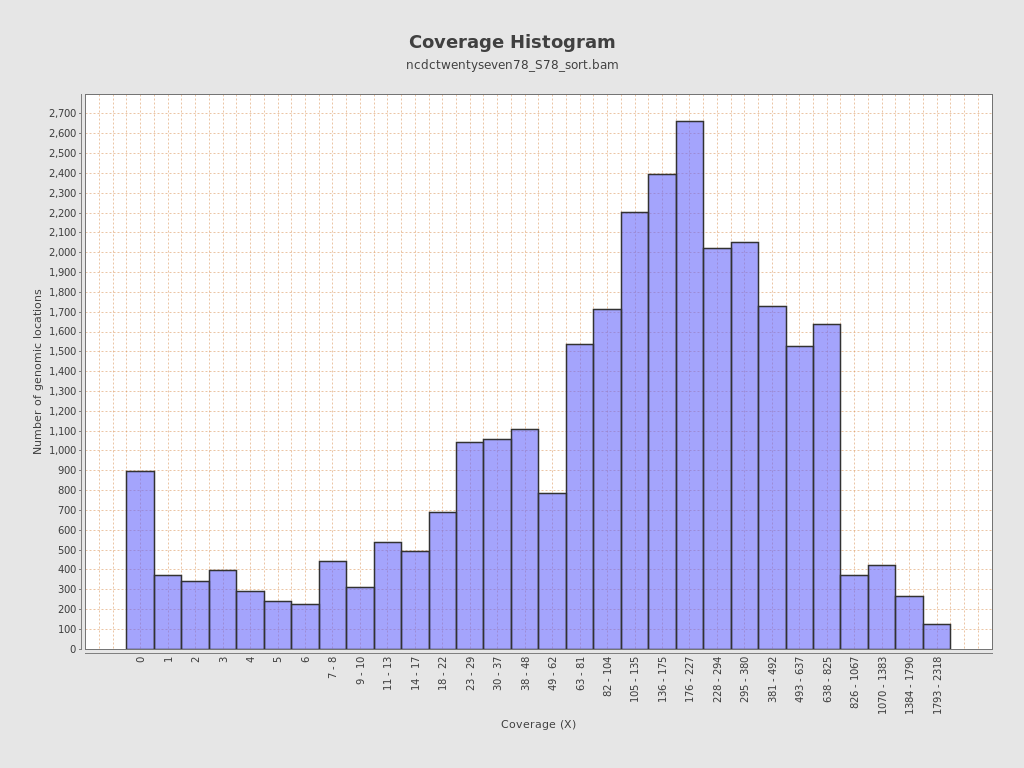 Coverage Histogram
ncdctwentyseven78_S78_sort.bam
Number of genomic locations
2,700
2,600
2,500
2,400
2,300
2,200
2,100
2,000
1,900
1,800
1,700
1,600
1,500
1,400
1,300
1,200
1,100
1,000
900
800
700
600
500
400
300
200
100
0
0
1
2
3
4
5
6
7 - 8
9 - 10
11 - 13
14 - 17
18 - 22
23 - 29
30 - 37
38 - 48
49 - 62
63 - 81
82 - 104
105 - 135
136 - 175
176 - 227
228 - 294
295 - 380
381 - 492
493 - 637
638 - 825
826 - 1067
1070 - 1383
1384 - 1790
1793 - 2318
Coverage (X)